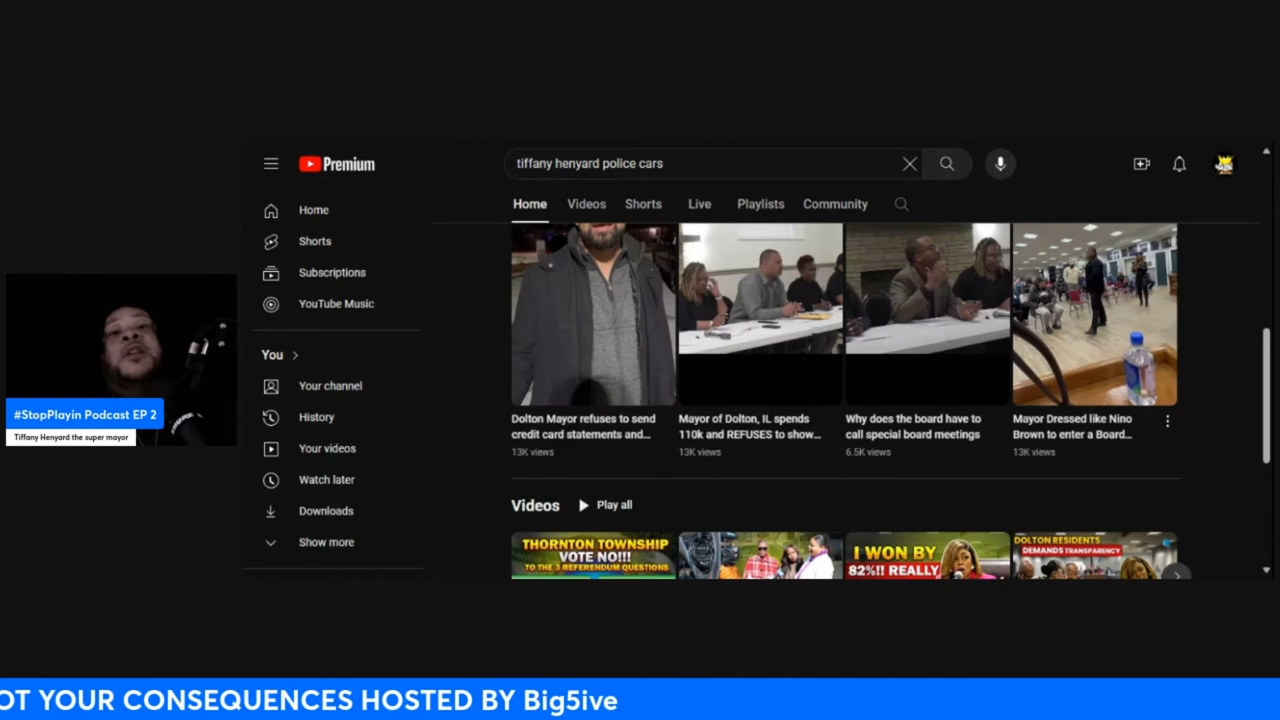 Premium
tiffany henyard police cars
Home
Videos
Shorts
Live
Playlists
Community
Home
Shorts
Subscriptions
YouTube Music
You
Your channel
History
Your videos
Watch later
Downloads
Show more
Dolton Mayor refuses to send
credit card statements and...
13K views
Mayor of Dolton, IL spends
110k and REFUSES to show...
13K views
Why does the board have to
call special board meetings
6.5K views
Mayor Dressed like Nino
Brown to enter a Board...
13K views
Videos
Play all
THORNTON TOWNSHIP
VOTE NO!!!
TO THE 3 REFERENDUM QUESTIONS
I WON BY
82%!! REALLY
DOLTON RESIDENTS
DEMANDS TRANSPARENCY
#StopPlayin Podcast EP 2
Tiffany Henyard the super mayor
OT YOUR CONSEQUENCES HOSTED BY Big5ive